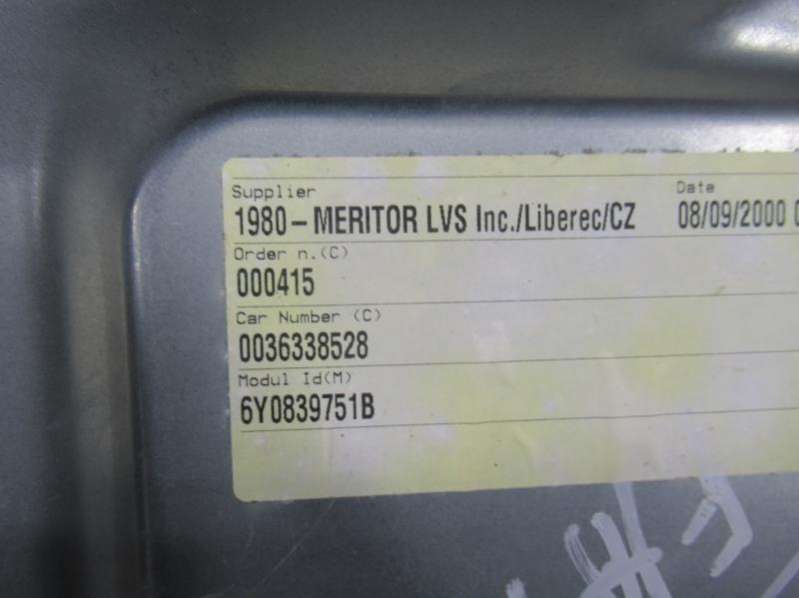 Supplier Date
1980-MERITOR LVS Inc./Liberec/CZ 08/09/2000 0
Order n.(C)
000415
Car Number (C)
0036338528
Modul Id(M)
6Y0839751B